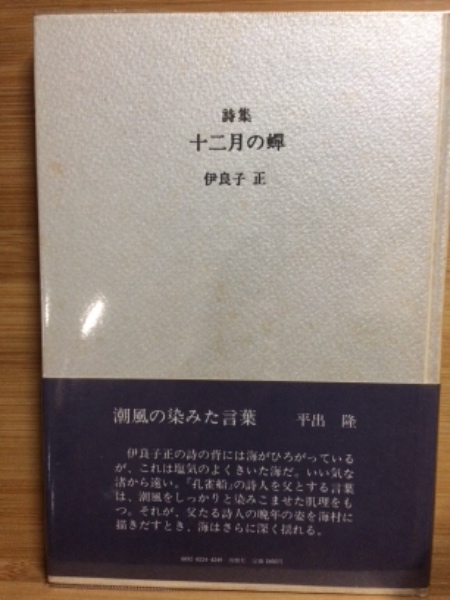 詩集
十二月の蟬
伊良子 正
潮風の染みた言葉 平出 隆
伊良子正の詩の背には海がひろがっている
が、これは塩気のよくきいた海だ。いい気な
渚から遠い。『孔雀船』の詩人を父とする言葉
は、潮風をしっかりと染みこませた肌理をも
つ。それが、父たる詩人の晩年の姿を海村に
描きだすとき、海はさらに深く揺れる。